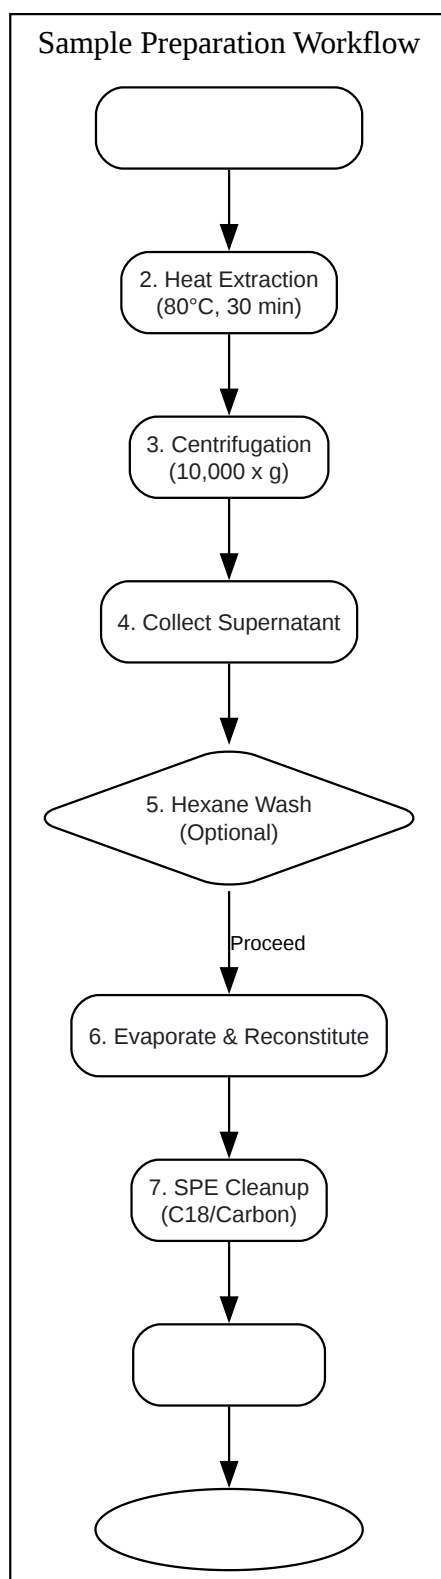 Sample Preparation Workflow
2. Heat Extraction
(80°C, 30 min)
3. Centrifugation
(10,000 x g)
4. Collect Supernatant
5. Hexane Wash
(Optional)
Proceed
6. Evaporate & Reconstitute
7. SPE Cleanup
(C18/Carbon)